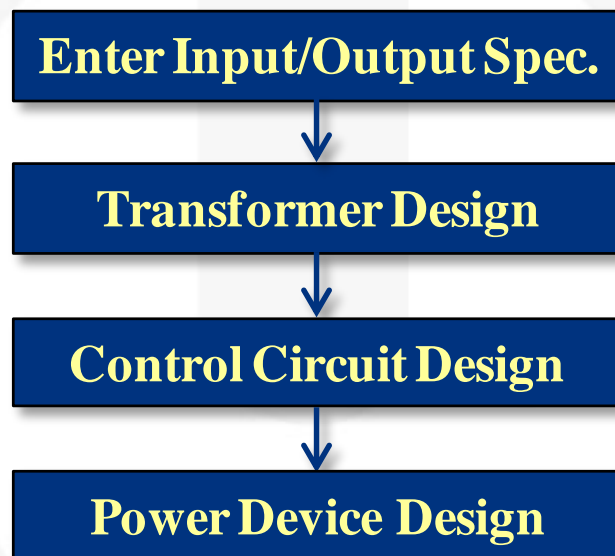 Enter Input/Output Spec.
Transformer Design
Control Circuit Design
Power Device Design